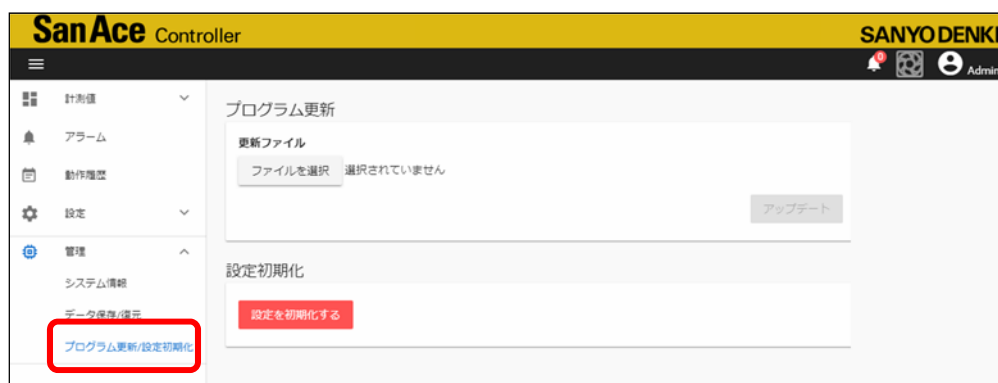 San Ace Controller
SANYO DENKI
0
Admin
計測値
アラーム
動作履歴
設定
管理
システム情報
データ保存/復元
プログラム更新/設定初期化
プログラム更新
更新ファイル
ファイルを選択 選択されていません
アップデート
設定初期化
設定を初期化する